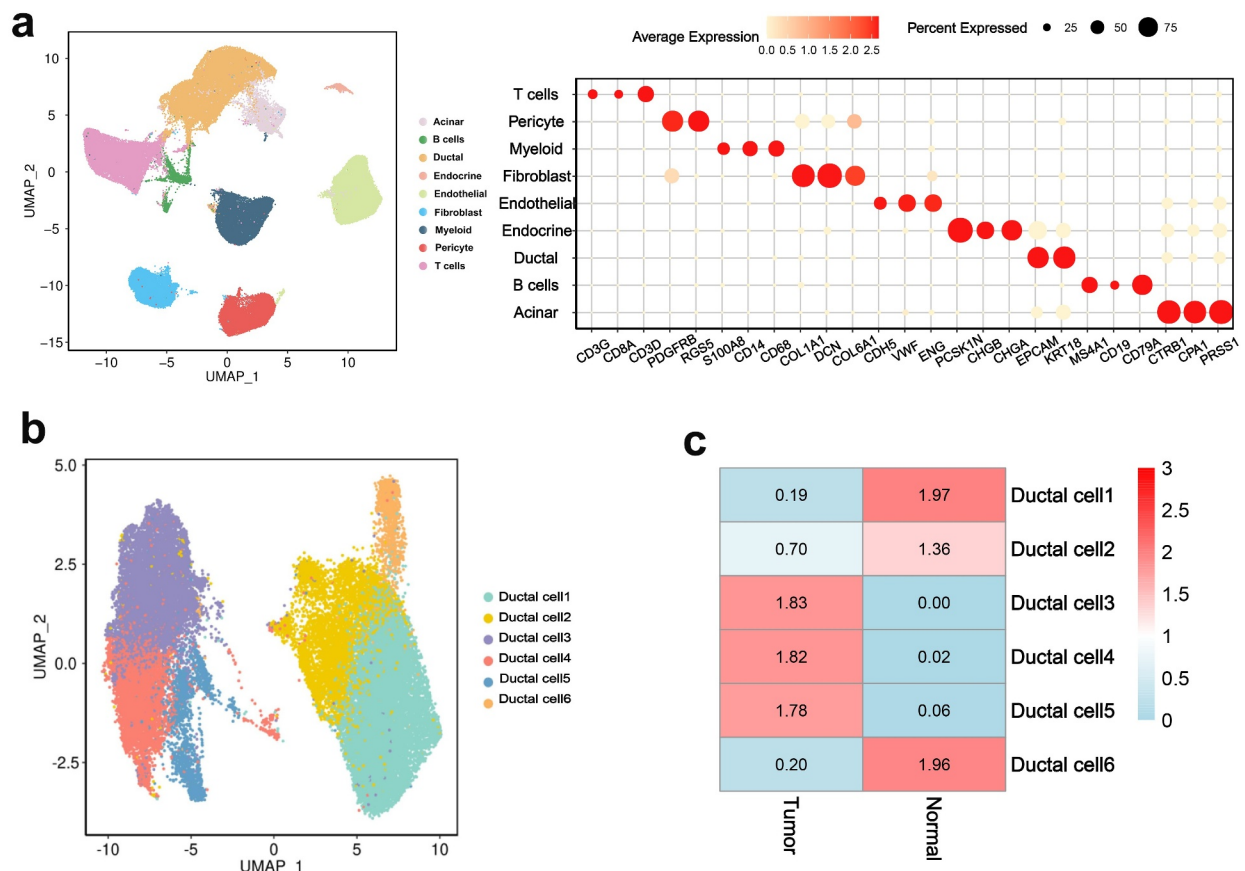 a
10
5
0
−5
−10
−15
−10
−5
0
5
10
UMAP_2
UMAP_1
Acinar
B cells
Ductal
Endocrine
Endothelial
Fibroblast
Myeloid
Pericyte
T cells
Average Expression
0.0 1.0 1.5 2.5
Percent Expressed
25
50
75
T cells
Pericyte
Myeloid
Fibroblast
Endothelial
Endocrine
Ductal
B cells
Acinar
CD3G
CD8A
CD3D
PDGFRB
RGS5
S100A8
CD14
CD68
COL1A1
DCN
COL6A1
CDH5
VWF
ENG
PCSK1N
CHGB
CHGA
EPCAM
KRT18
MS4A1
CD19
CD79A
CTRB1
CPA1
PRSS1
b
5.0
2.5
0.0
-2.5
-10
-5
0
5
10
UMAP_2
UMAP_1
Ductal cell1
Ductal cell2
Ductal cell3
Ductal cell4
Ductal cell5
Ductal cell6
c
0.19 1.97 Ductal cell1
0.70 1.36 Ductal cell2
1.83 0.00 Ductal cell3
1.82 0.02 Ductal cell4
1.78 0.06 Ductal cell5
0.20 1.96 Ductal cell6
Tumor
Normal
3
2.5
2
1.5
1
0.5
0